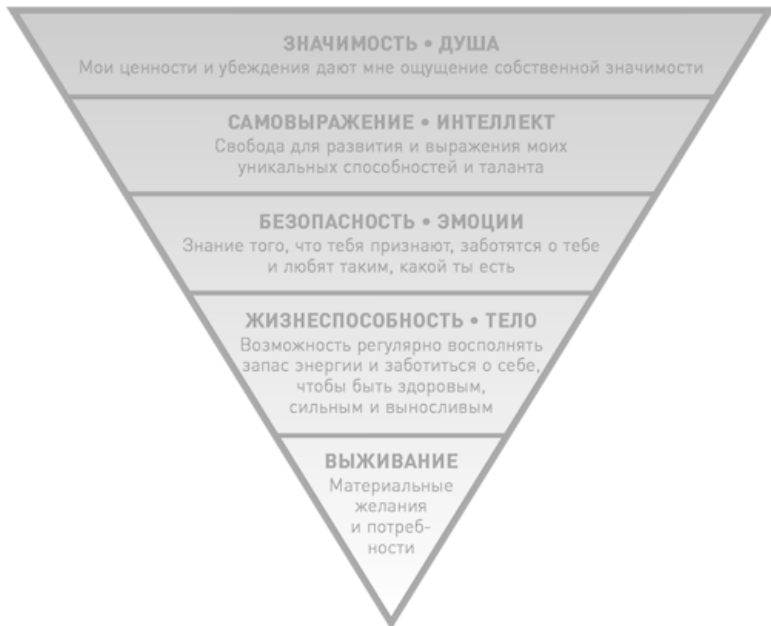 ЗНАЧИМОСТЬ • ДУША
Мои ценности и убеждения дают мне ощущение собственной значимости
САМОВЫРАЖЕНИЕ • ИНТЕЛЛЕКТ
Свобода для развития и выражения моих
уникальных способностей и таланта
БЕЗОПАСНОСТЬ • ЭМОЦИИ
Знание того, что тебя признают, заботятся о тебе
и любят таким, какой ты есть
ЖИЗНЕСПОСОБНОСТЬ • ТЕЛО
Возможность регулярно восполнять
запас энергии и заботиться о себе,
чтобы быть здоровым,
сильным и выносливым
ВЫЖИВАНИЕ
Материальные
желания
и потреб-
ности